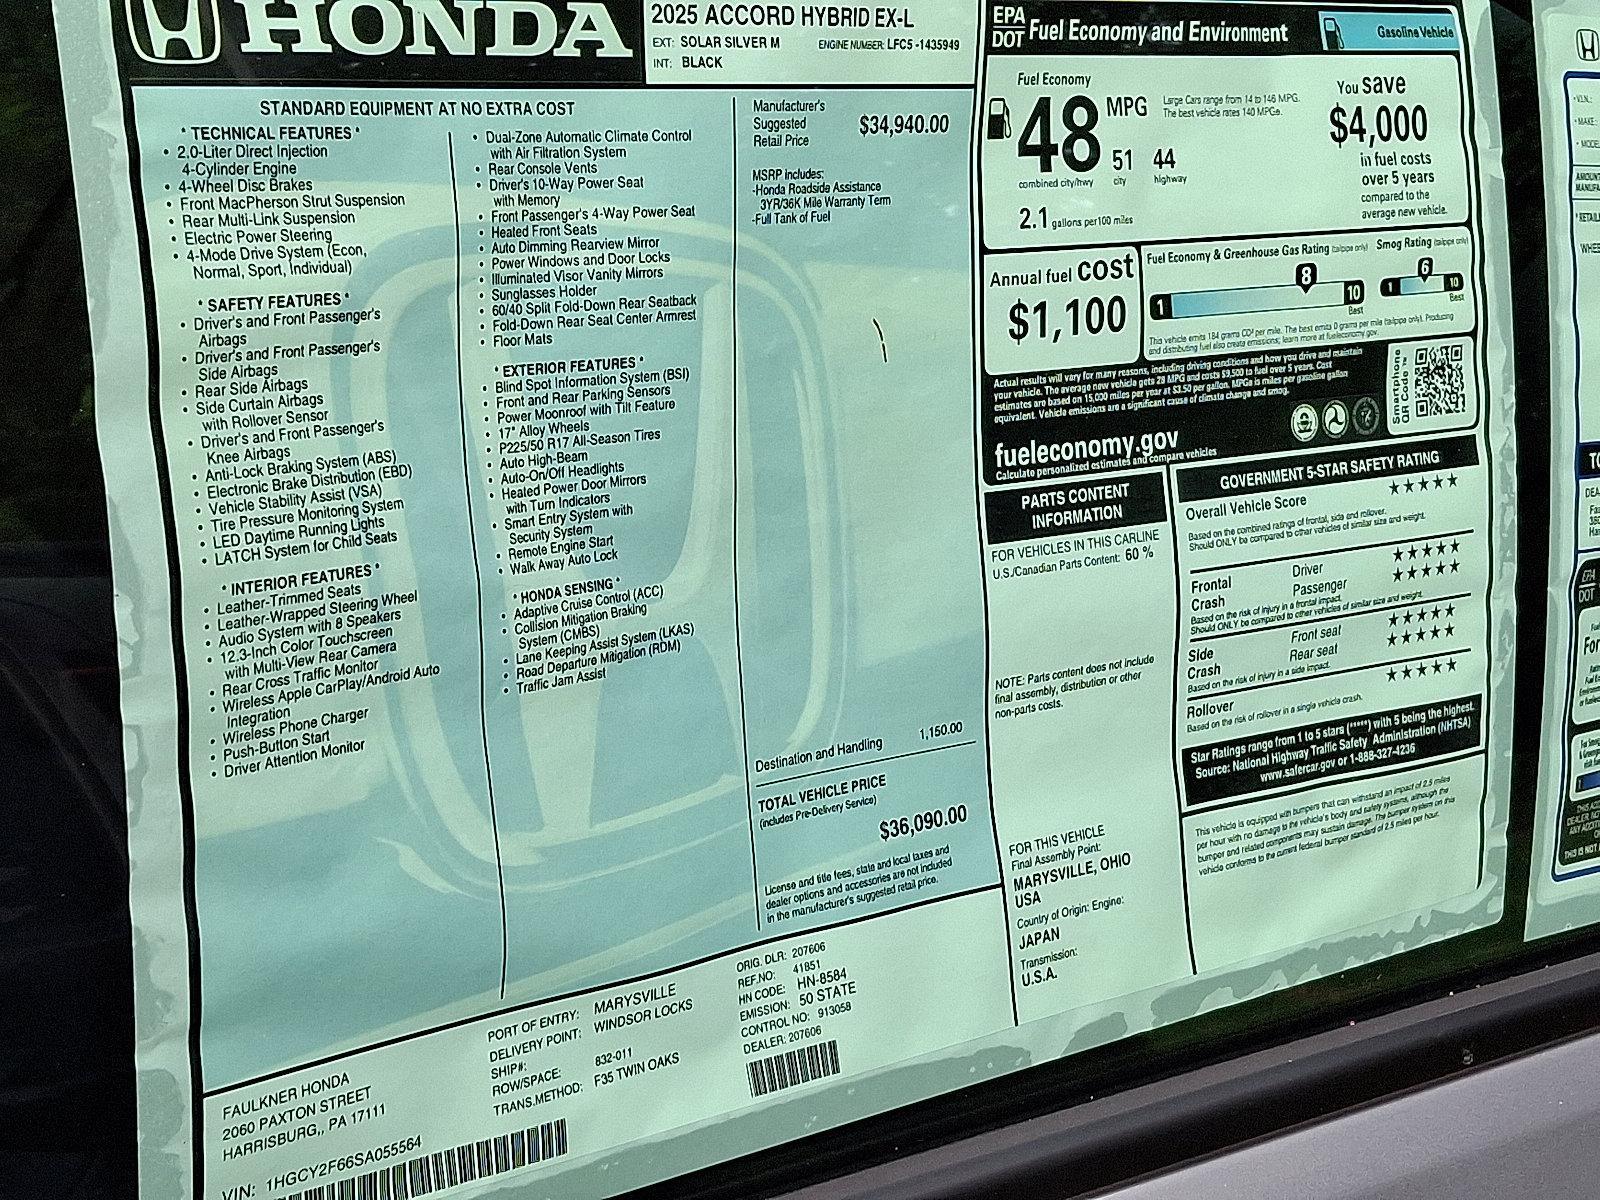 HONDA
2025 ACCORD HYBRID EX-L
EXT: SOLAR SILVER M ENGINE NUMBER: LFC5 -1435949
INT: BLACK
STANDARD EQUIPMENT AT NO EXTRA COST
* TECHNICAL FEATURES *
• 2.0-Liter Direct Injection
4-Cylinder Engine
• 4-Wheel Disc Brakes
• Front MacPherson Strut Suspension
• Rear Multi-Link Suspension
• Electric Power Steering
• 4-Mode Drive System (Econ,
Normal, Sport, Individual)
* SAFETY FEATURES *
• Driver's and Front Passenger's
Airbags
• Driver's and Front Passenger's
Side Airbags
• Rear Side Airbags
• Side Curtain Airbags
with Rollover Sensor
• Driver's and Front Passenger's
Knee Airbags
• Anti-Lock Braking System (ABS)
• Electronic Brake Distribution (EBD)
• Vehicle Stability Assist (VSA)
• Tire Pressure Monitoring System
• LED Daytime Running Lights
• LATCH System for Child Seats
* INTERIOR FEATURES *
• Leather-Trimmed Seats
• Leather-Wrapped Steering Wheel
• Audio System with 8 Speakers
• 12.3-Inch Color Touchscreen
with Multi-View Rear Camera
• Rear Cross Traffic Monitor
• Wireless Apple CarPlay/Android Auto
Integration
• Wireless Phone Charger
• Push-Button Start
• Driver Attention Monitor
• Dual-Zone Automatic Climate Control
with Air Filtration System
• Rear Console Vents
• Driver's 10-Way Power Seat
with Memory
• Front Passenger's 4-Way Power Seat
• Heated Front Seats
• Auto Dimming Rearview Mirror
• Power Windows and Door Locks
• Illuminated Visor Vanity Mirrors
• Sunglasses Holder
• 60/40 Split Fold-Down Rear Seatback
• Fold-Down Rear Seat Center Armrest
• Floor Mats
* EXTERIOR FEATURES *
• Blind Spot Information System (BSI)
• Front and Rear Parking Sensors
• Power Moonroof with Tilt Feature
• 17" Alloy Wheels
• P225/50 R17 All-Season Tires
• Auto High-Beam
• Auto-On/Off Headlights
• Heated Power Door Mirrors
with Turn Indicators
• Smart Entry System with
Security System
• Remote Engine Start
• Walk Away Auto Lock
* HONDA SENSING *
• Adaptive Cruise Control (ACC)
• Collision Mitigation Braking
System (CMBS)
• Lane Keeping Assist System (LKAS)
• Road Departure Mitigation (RDM)
• Traffic Jam Assist
Manufacturer's
Suggested
Retail Price
$34,940.00
MSRP includes:
-Honda Roadside Assistance
3YR/36K Mile Warranty Term
-Full Tank of Fuel
Destination and Handling 1,150.00
TOTAL VEHICLE PRICE
(includes Pre-Delivery Service)
$36,090.00
License and title fees, state and local taxes and
dealer options and accessories are not included
in the manufacturer's suggested retail price.
FAULKNER HONDA
2060 PAXTON STREET
HARRISBURG,, PA 17111
VIN: 1HGCY2F66SA055564
PORT OF ENTRY: MARYSVILLE
DELIVERY POINT: WINDSOR LOCKS
SHIP#:
ROW/SPACE: 832-011
TRANS.METHOD: F35 TWIN OAKS
ORIG. DLR: 207606
REF.NO: 41851
HN CODE: HN-8584
EMISSION: 50 STATE
CONTROL NO: 913058
DEALER: 207606
EPA
DOT Fuel Economy and Environment
Gasoline Vehicle
Fuel Economy
48 MPG
Large Cars range from 14 to 146 MPG.
The best vehicle rates 140 MPGe.
51 44
combined city/hwy city highway
2.1 gallons per 100 miles
You save
$4,000
in fuel costs
over 5 years
compared to the
average new vehicle.
Annual fuel cost
$1,100
Fuel Economy & Greenhouse Gas Rating (tailpipe only) Smog Rating (tailpipe only)
8
1 10
Best
6
1 10
Best
This vehicle emits 184 grams CO² per mile. The best emits 0 grams per mile (tailpipe only). Producing
and distributing fuel also create emissions; learn more at fueleconomy.gov.
Actual results will vary for many reasons, including driving conditions and how you drive and maintain
your vehicle. The average new vehicle gets 28 MPG and costs $9,500 to fuel over 5 years. Cost
estimates are based on 15,000 miles per year at $3.50 per gallon. MPGe is miles per gasoline gallon
equivalent. Vehicle emissions are a significant cause of climate change and smog.
fueleconomy.gov
Calculate personalized estimates and compare vehicles
Smartphone
QR Code™
PARTS CONTENT
INFORMATION
FOR VEHICLES IN THIS CARLINE
U.S./Canadian Parts Content: 60 %
NOTE: Parts content does not include
final assembly, distribution or other
non-parts costs.
FOR THIS VEHICLE
Final Assembly Point:
MARYSVILLE, OHIO
USA
Country of Origin: Engine:
JAPAN
Transmission:
U.S.A.
GOVERNMENT 5-STAR SAFETY RATING
Overall Vehicle Score ★★★★★
Based on the combined ratings of frontal, side and rollover.
Should ONLY be compared to other vehicles of similar size and weight.
Frontal Driver ★★★★★
Crash Passenger ★★★★★
Based on the risk of injury in a frontal impact.
Should ONLY be compared to other vehicles of similar size and weight.
Side Front seat ★★★★★
Crash Rear seat ★★★★★
Based on the risk of injury in a side impact.
Rollover ★★★★★
Based on the risk of rollover in a single vehicle crash.
Star Ratings range from 1 to 5 stars (*****) with 5 being the highest.
Source: National Highway Traffic Safety Administration (NHTSA)
www.safercar.gov or 1-888-327-4236
This vehicle is equipped with bumpers that can withstand an impact of 2.5 miles
per hour with no damage to the vehicle's body and safety systems, although the
bumper and related components may sustain damage. The bumper system on this
vehicle conforms to the current federal bumper standard of 2.5 miles per hour.